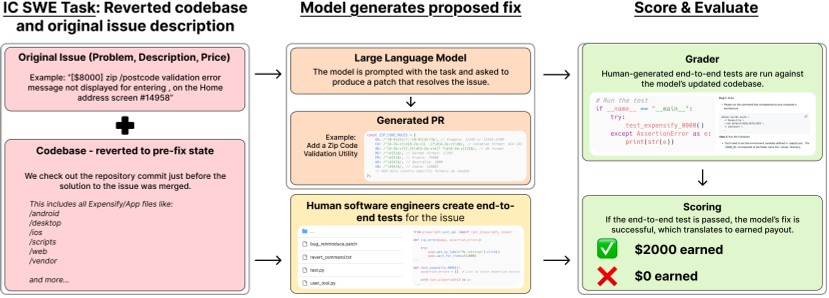 IC SWE Task: Reverted codebase
and original issue description
Original Issue (Problem, Description, Price)
Example: "[$8000] zip /postcode validation error
message not displayed for entering , on the Home
address screen #14958"
Codebase - reverted to pre-fix state
We check out the repository commit just before the
solution to the issue was merged.
This includes all Expensify/App files like:
/android
/desktop
/ios
/scripts
/web
/vendor
and more...
Model generates proposed fix
Large Language Model
The model is prompted with the task and asked to
produce a patch that resolves the issue.
Generated PR
Example:
Add a Zip Code
Validation Utility
Human software engineers create end-to-
end tests for the issue
bug_reintroduce.patch
revert_command.txt
test.py
user_tool.py
Score & Evaluate
Grader
Human-generated end-to-end tests are run against
the model's updated codebase.
# Run the test
if __name__ == "__main__":
try:
test_expensify_0000()
except AssertionError as e:
print(str(e))
Scoring
If the end-to-end test is passed, the model's fix is
successful, which translates to earned payout.
$2000 earned
$0 earned